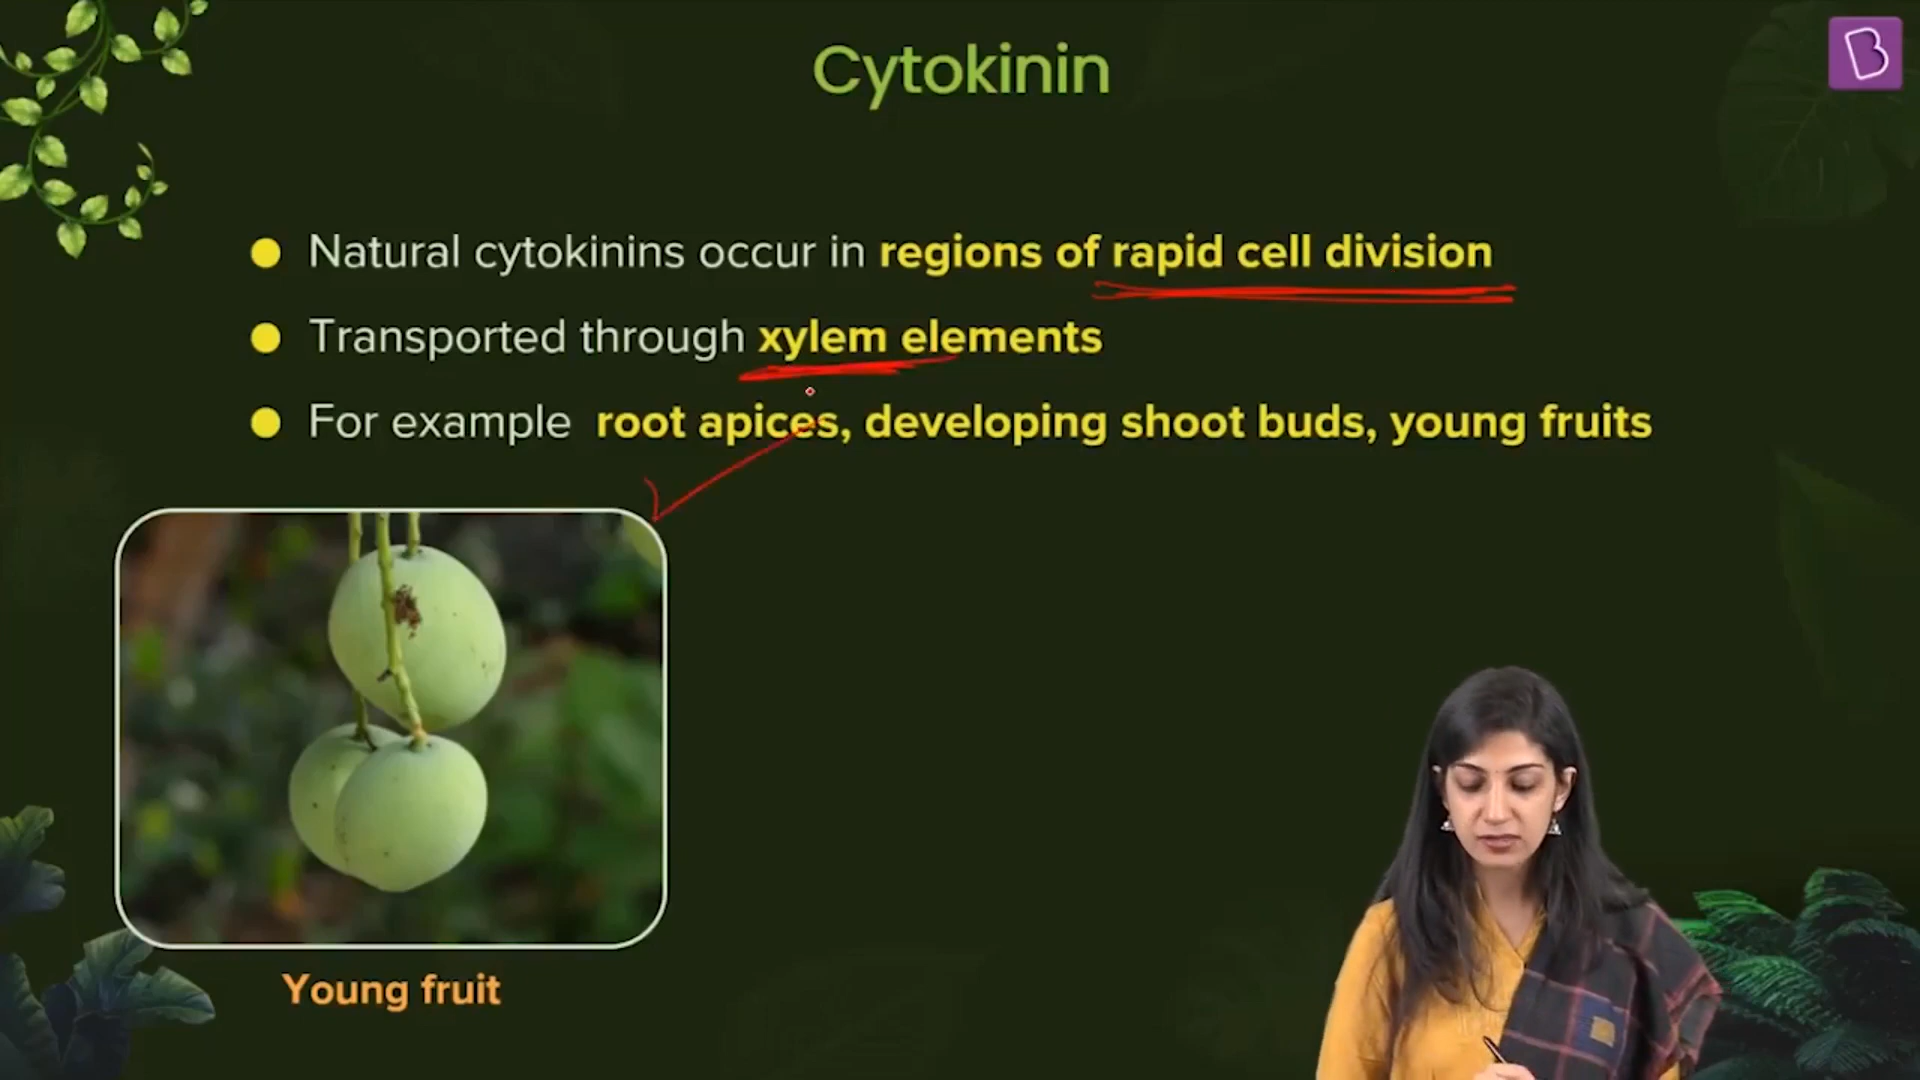 Cytokinin
Natural cytokinins occur in regions of rapid cell division
Transported through xylem elements
For example root apices, developing shoot buds, young fruits
Young fruit